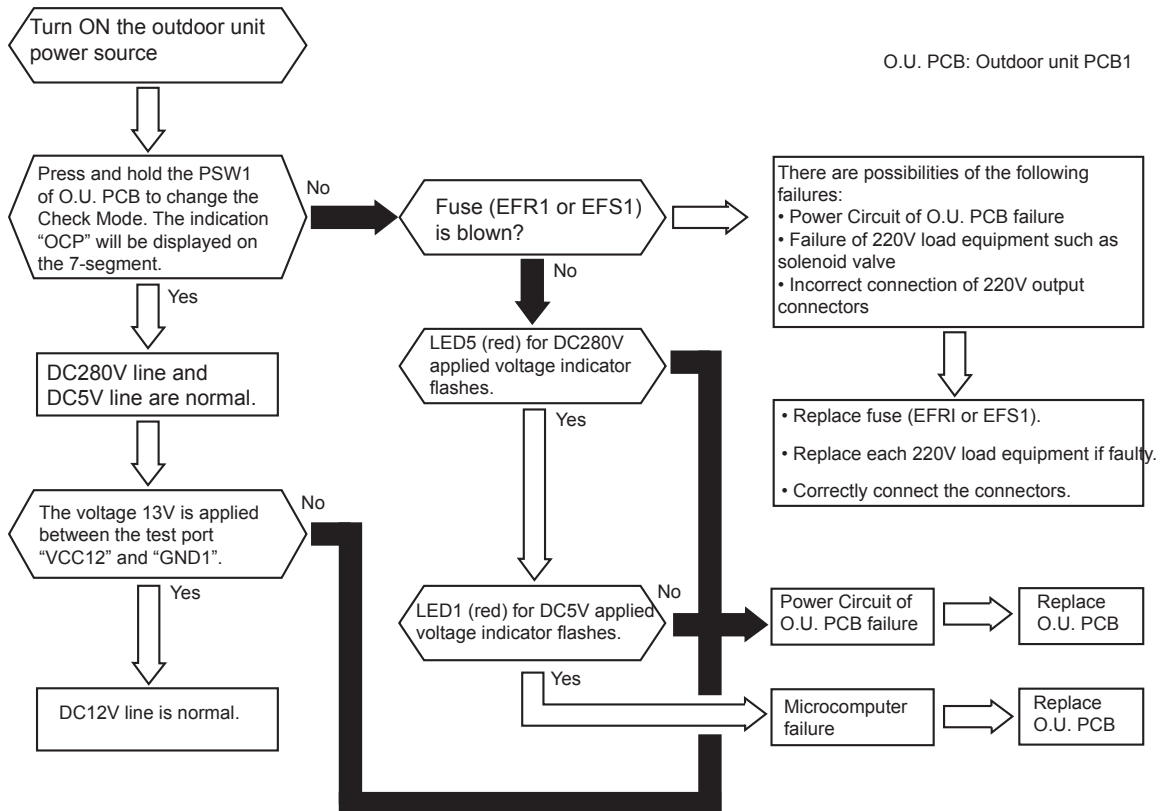 Turn ON the outdoor unit
power source
O.U. PCB: Outdoor unit PCB1
Press and hold the PSW1
of O.U. PCB to change the
Check Mode. The indication
“OCP” will be displayed on
the 7-segment.
No
Fuse (EFR1 or EFS1)
is blown?
There are possibilities of the following
failures:
• Power Circuit of O.U. PCB failure
• Failure of 220V load equipment such as
solenoid valve
• Incorrect connection of 220V output
connectors
Yes
No
DC280V line and
DC5V line are normal.
LED5 (red) for DC280V
applied voltage indicator
flashes.
Yes
• Replace fuse (EFRI or EFS1).
• Replace each 220V load equipment if faulty.
• Correctly connect the connectors.
The voltage 13V is applied
between the test port
“VCC12” and “GND1”.
No
Yes
LED1 (red) for DC5V applied
voltage indicator flashes.
No
Power Circuit of
O.U. PCB failure
Replace
O.U. PCB
Yes
DC12V line is normal.
Microcomputer
failure
Replace
O.U. PCB